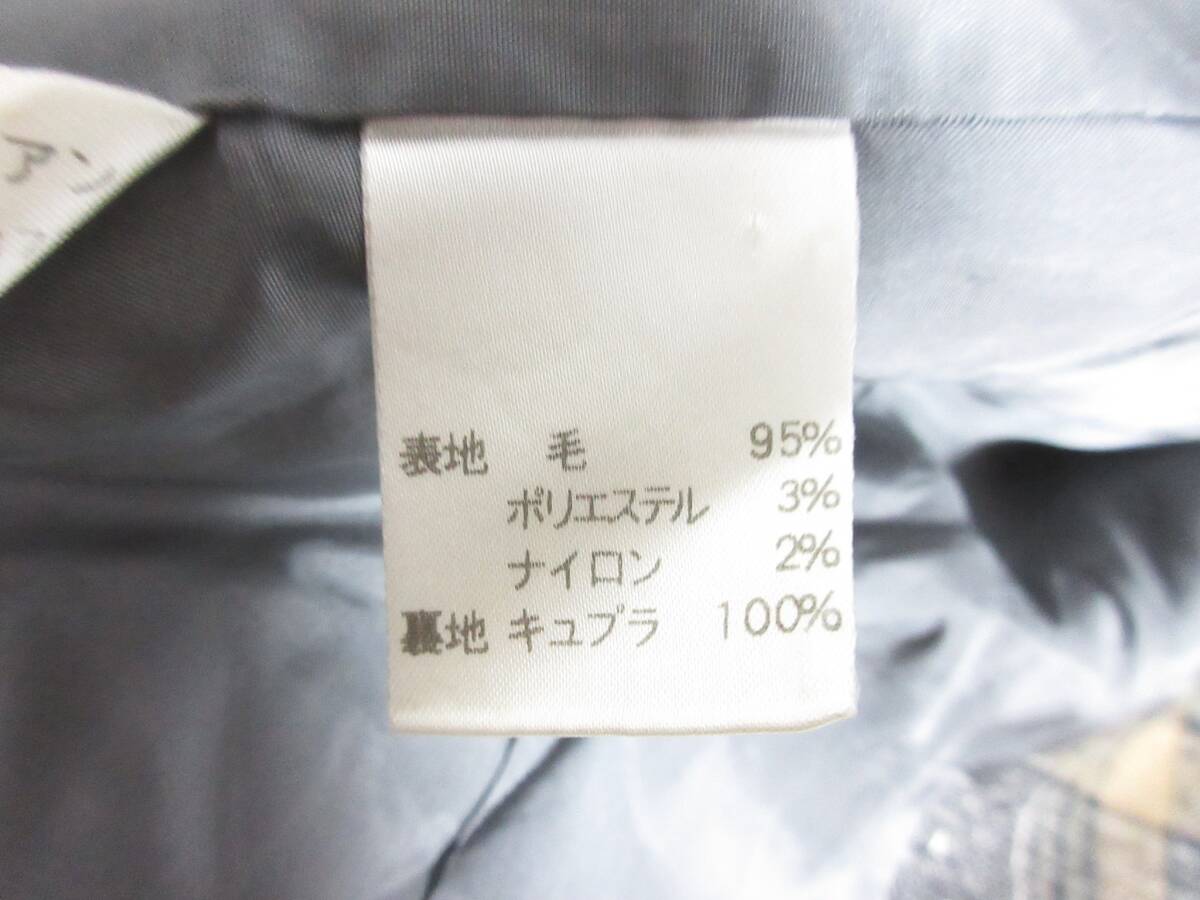 表地 毛 95%
ポリエステル 3%
ナイロン 2%
裏地 キュプラ 100%